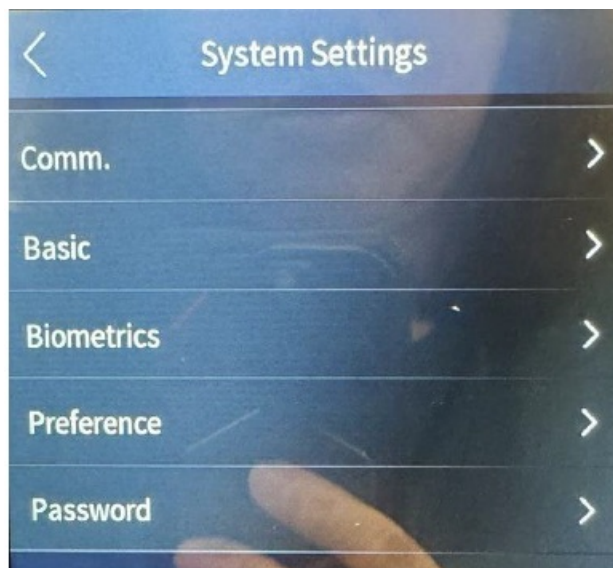 System Settings
Comm.
Basic
Biometrics
Preference
Password